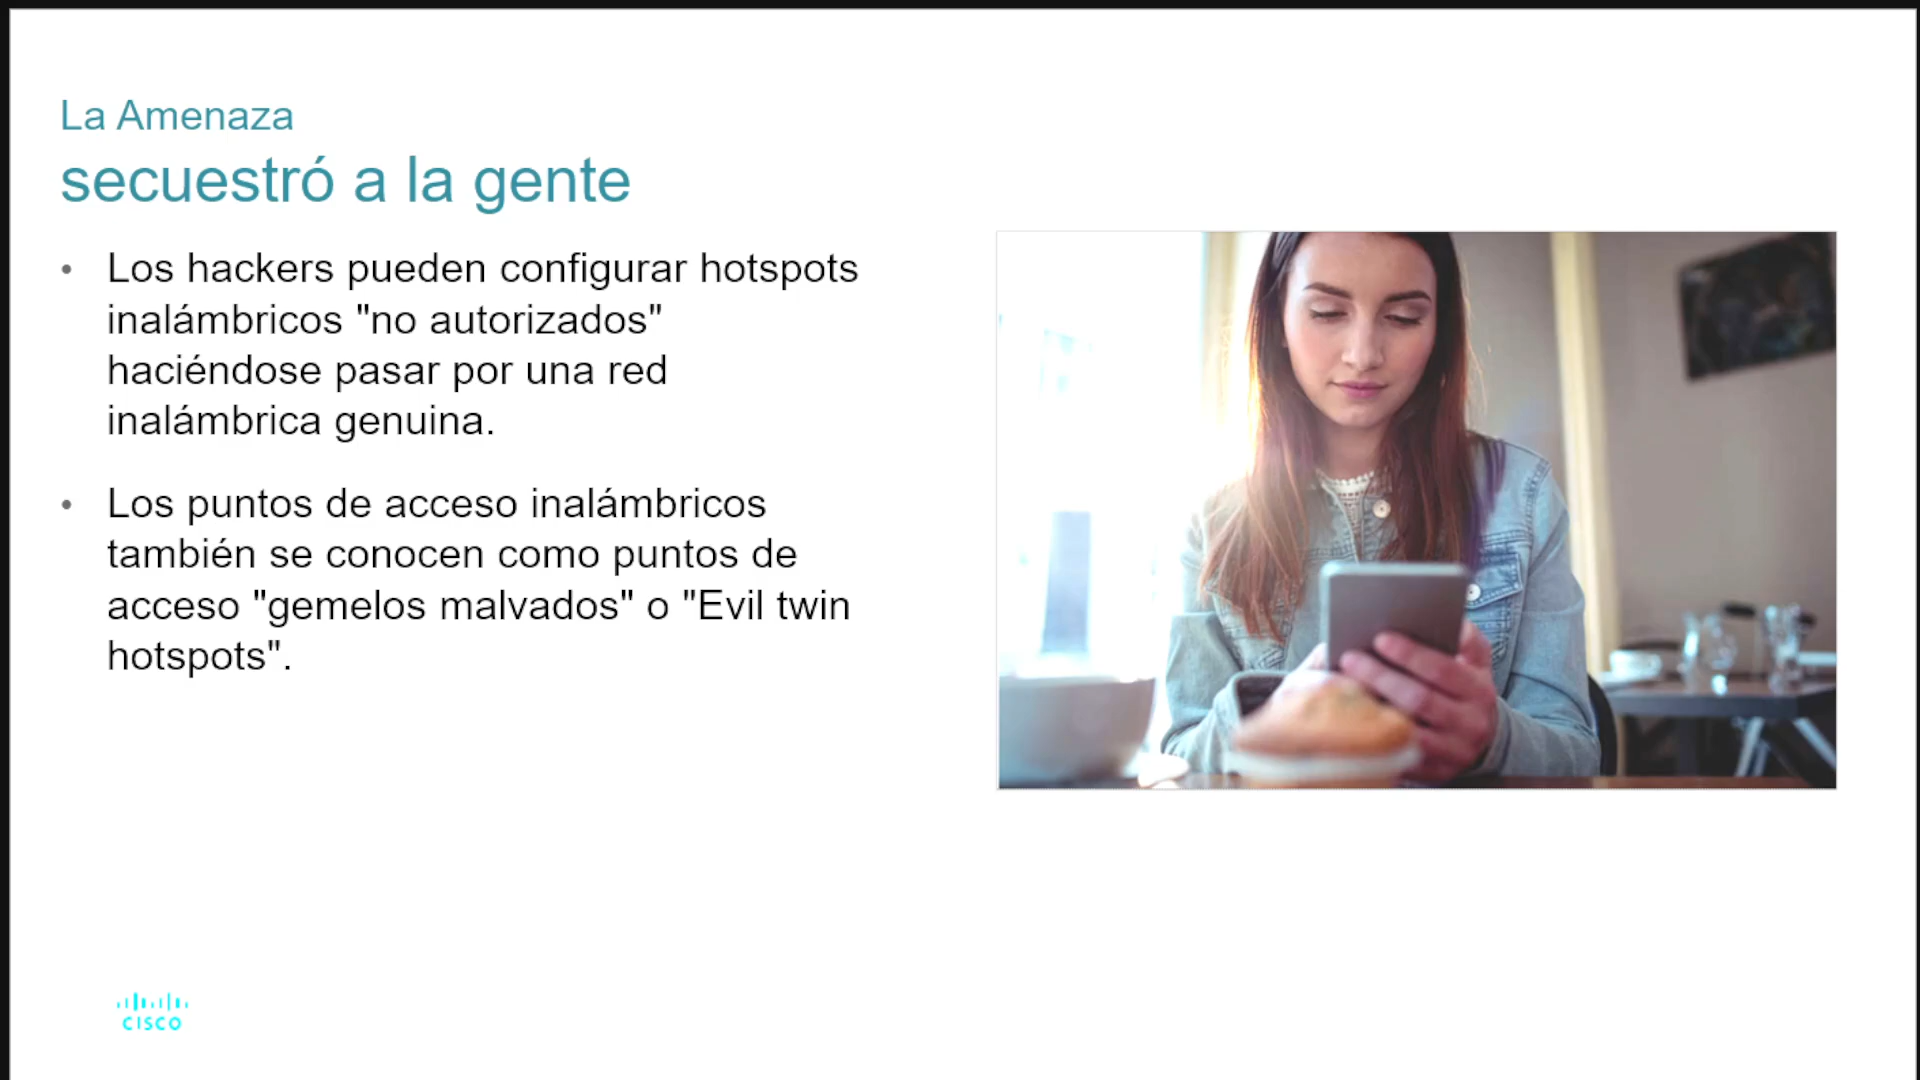 La Amenaza
secuestró a la gente
• Los hackers pueden configurar hotspots
inalámbricos "no autorizados"
haciéndose pasar por una red
inalámbrica genuina.
• Los puntos de acceso inalámbricos
también se conocen como puntos de
acceso "gemelos malvados" o "Evil twin
hotspots".
CISCO